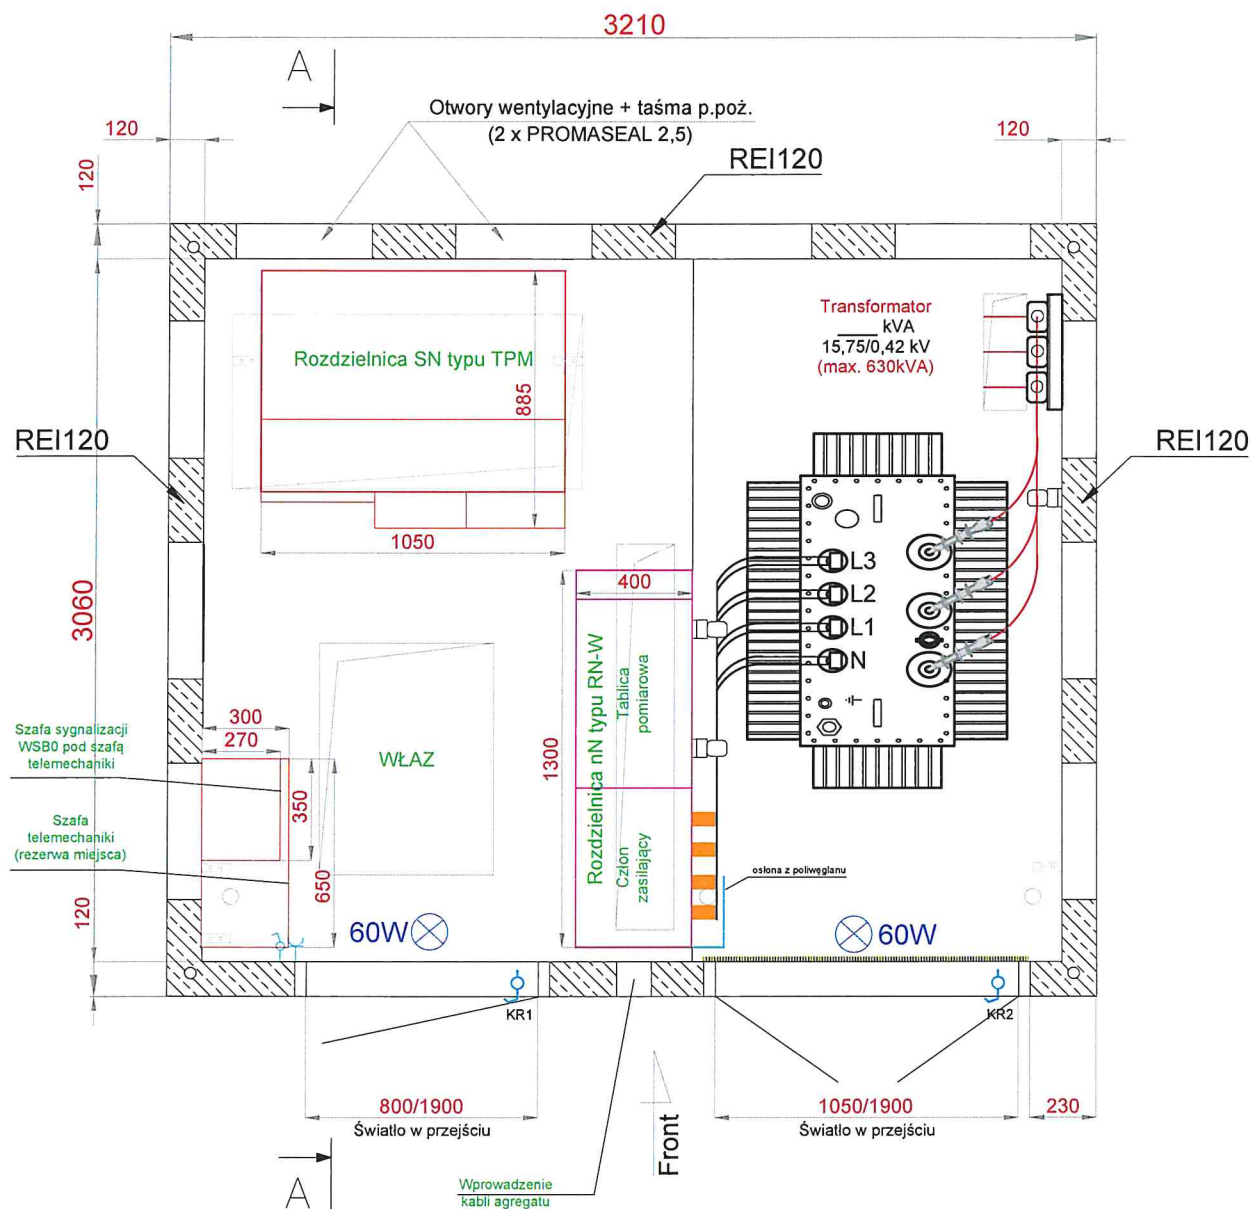 3210
A
Otwory wentylacyjne + taśma p.poż.
(2 x PROMASEAL 2,5)
120
120
120
REI120
Transformator
____ kVA
15,75/0,42 kV
(max. 630kVA)
Rozdzielnica SN typu TPM
885
REI120
REI120
1050
3060
400
L3
L2
L1
N
Rozdzielnica nN typu RN-W
Tablica
pomiarowa
1300
Człon
zasilający
300
270
Szafa sygnalizacji
WSB0 pod szafą
telemechaniki
WŁAZ
350
Szafa
telemechaniki
(rezerwa miejsca)
650
osłona z poliwęglanu
120
60W
60W
KR1
KR2
800/1900
Światło w przejściu
1050/1900
Światło w przejściu
230
Front
A
Wprowadzenie
kabli agregatu